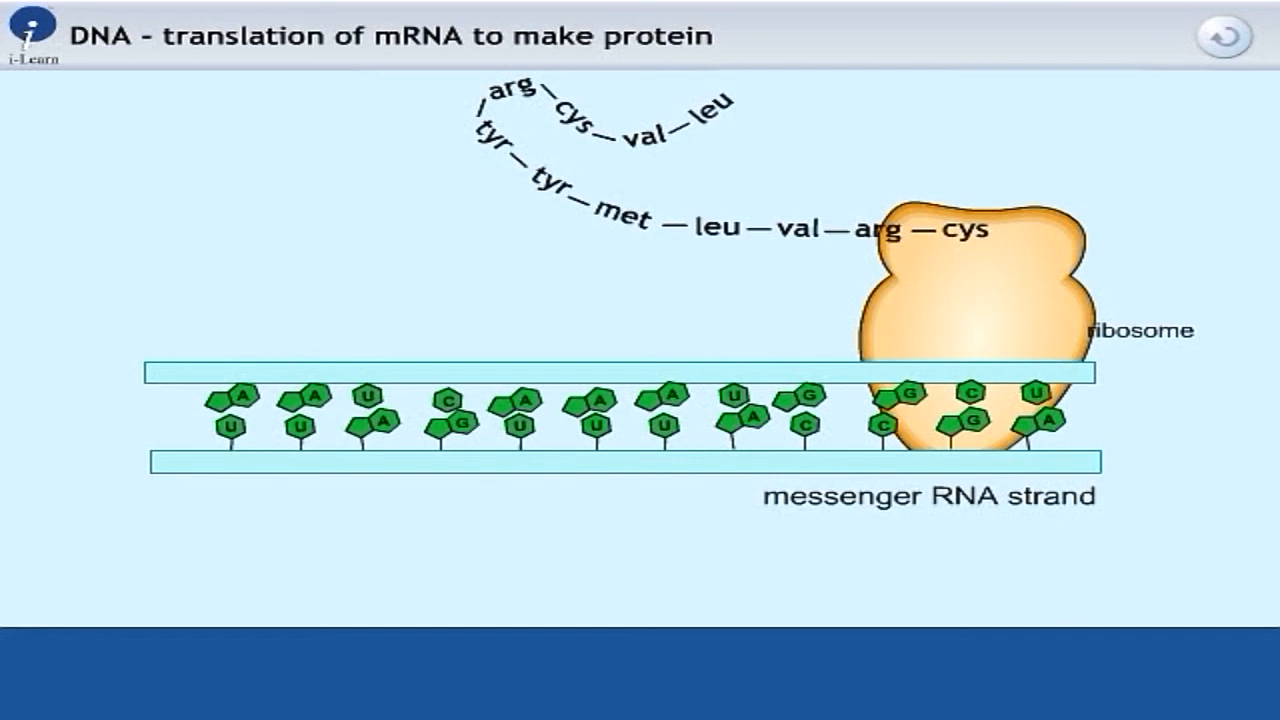 i
i-Learn
DNA - translation of mRNA to make protein
arg
cys
val
leu
tyr
tyr
met
leu
val
arg
cys
ribosome
A A U C A A A U G G C U
U U A G U U U A C C G A
messenger RNA strand